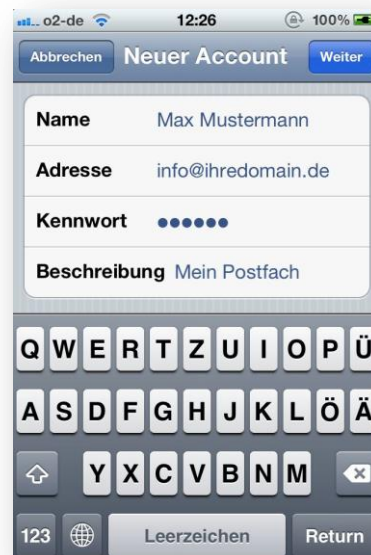 o2-de 12:26 100%
Abbrechen Neuer Account Weiter
Name Max Mustermann
Adresse info@ihredomain.de
Kennwort ●●●●●●
Beschreibung Mein Postfach
Q W E R T Z U I O P Ü
A S D F G H J K L Ö Ä
Y X C V B N M
123 Leerzeichen Return